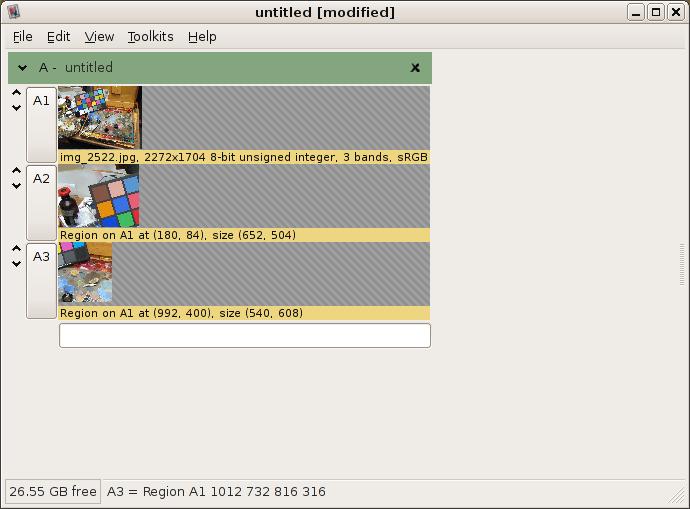 untitled [modified]
File Edit View Toolkits Help
A - untitled
A1
img_2522.jpg, 2272x1704 8-bit unsigned integer, 3 bands, sRGB
A2
Region on A1 at (180, 84), size (652, 504)
A3
Region on A1 at (992, 400), size (540, 608)
26.55 GB free A3 = Region A1 1012 732 816 316